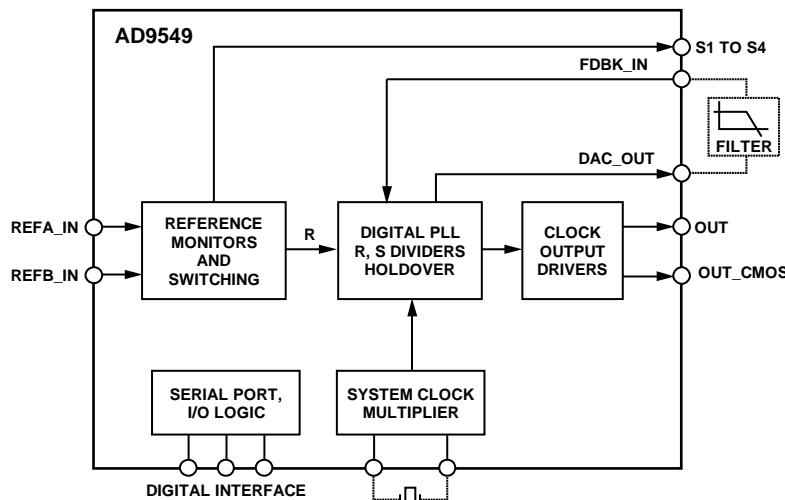 AD9549
S1 TO S4
FDBK_IN
FILTER
DAC_OUT
REFA_IN
REFB_IN
REFERENCE
MONITORS
AND
SWITCHING
R
DIGITAL PLL
R, S DIVIDERS
HOLDOVER
CLOCK
OUTPUT
DRIVERS
OUT
OUT_CMOS
SERIAL PORT,
I/O LOGIC
SYSTEM CLOCK
MULTIPLIER
DIGITAL INTERFACE